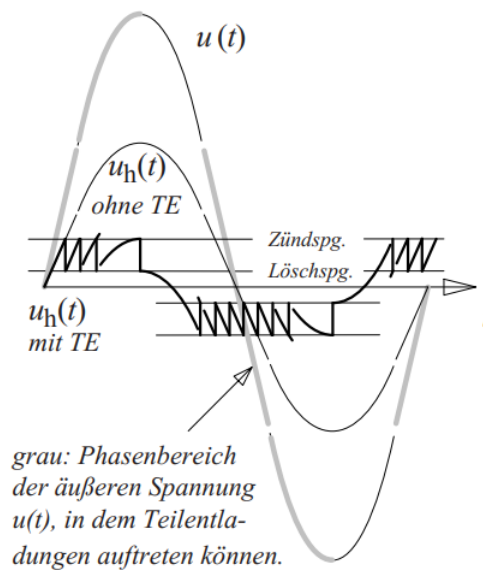 u (t)
uh(t)
ohne TE
Zündspg.
Löschspg.
uh(t)
mit TE
grau: Phasenbereich
der äußeren Spannung
u(t), in dem Teilentla-
dungen auftreten können.